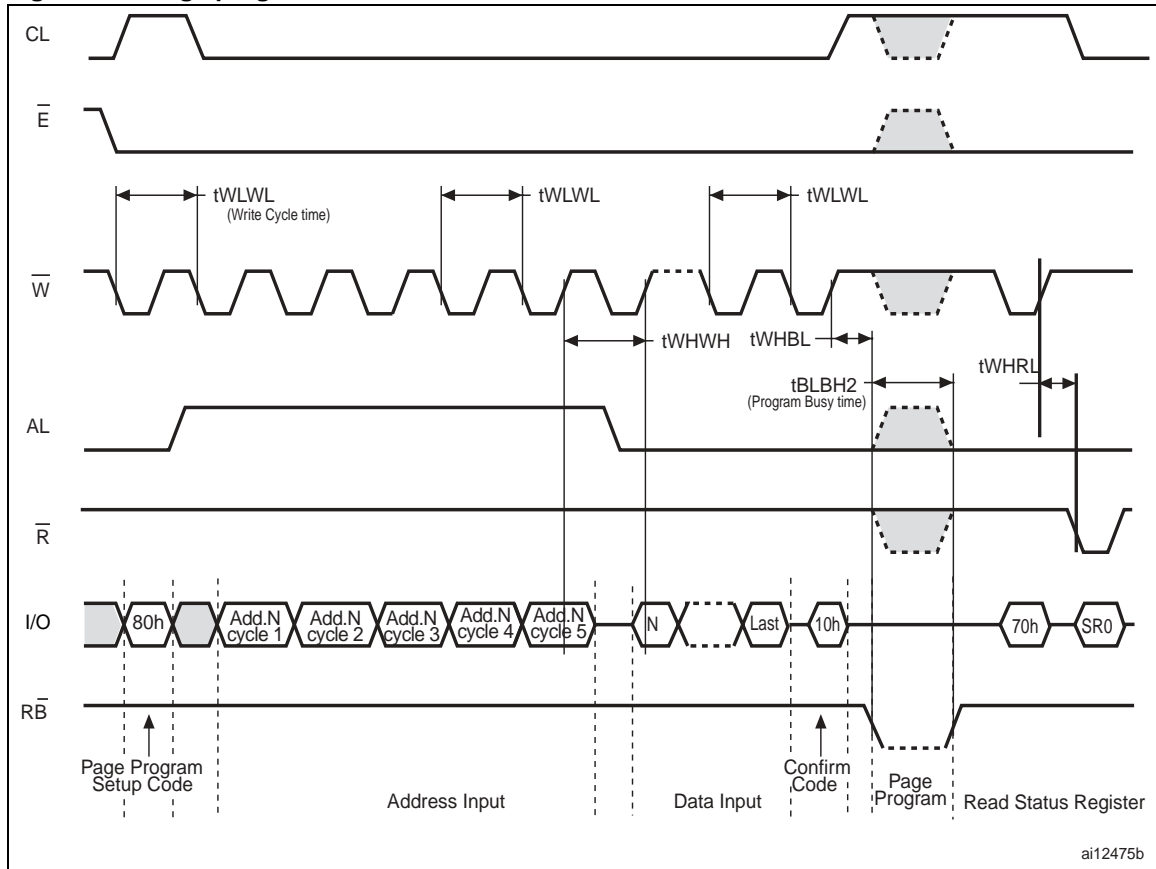 CL
E
tWLWL
(Write Cycle time)
tWLWL
tWLWL
W
tWHWH
tWHBL
tWHRL
tBLBH2
(Program Busy time)
AL
R
I/O
80h
Add.N
cycle 1
Add.N
cycle 2
Add.N
cycle 3
Add.N
cycle 4
Add.N
cycle 5
N
Last
10h
70h
SR0
RB
Page Program
Setup Code
Address Input
Data Input
Confirm
Code
Page
Program
Read Status Register
ai12475b